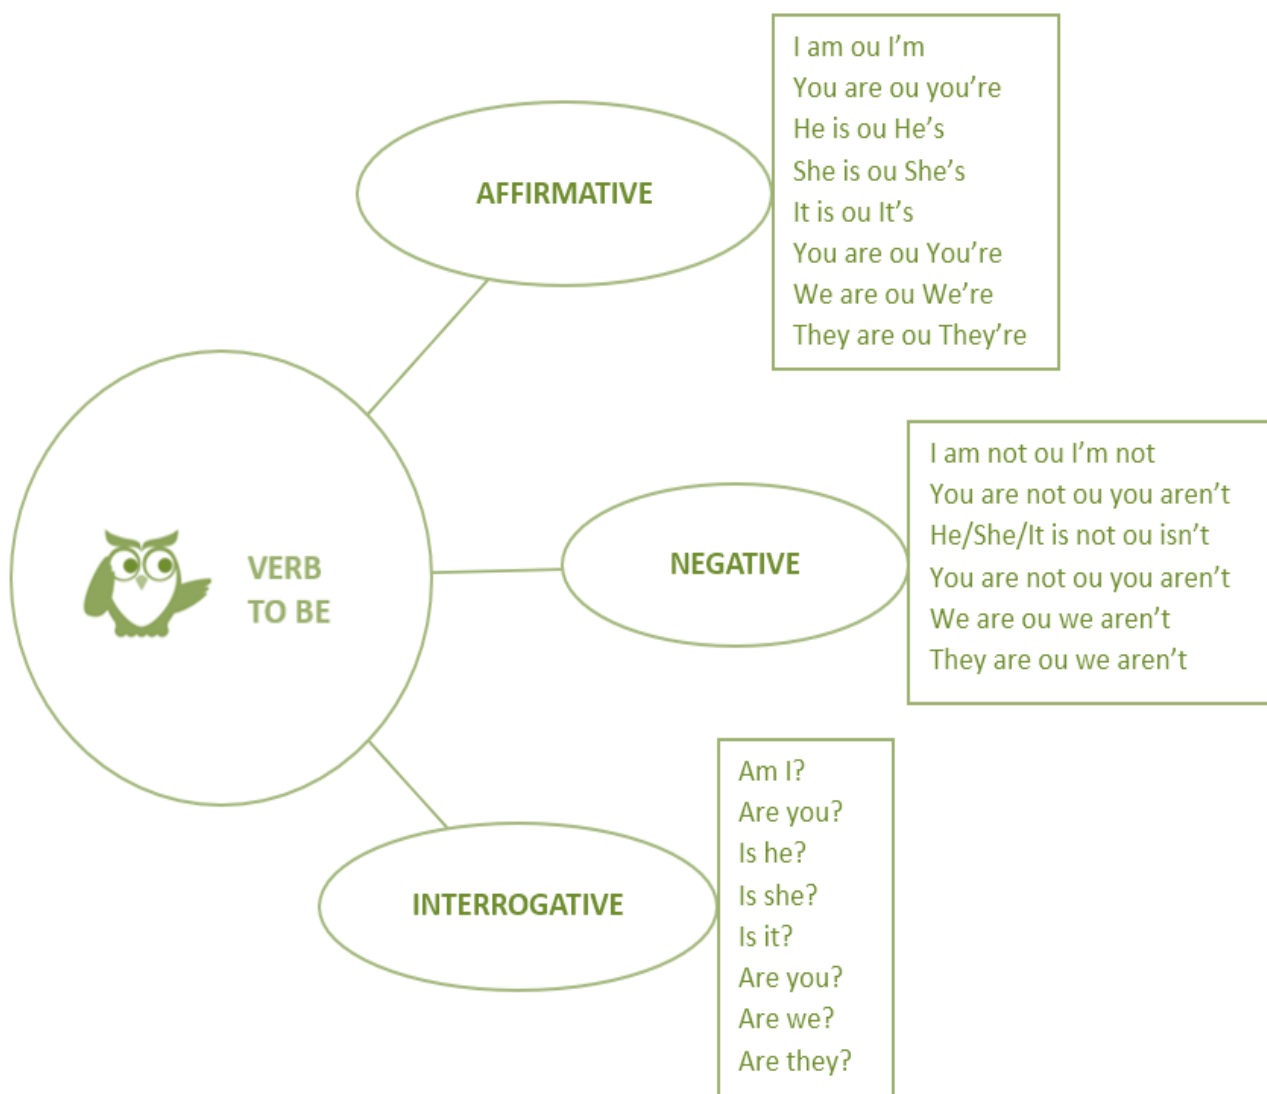 VERB
TO BE
AFFIRMATIVE
I am ou I’m
You are ou you’re
He is ou He’s
She is ou She’s
It is ou It’s
You are ou You’re
We are ou We’re
They are ou They’re
NEGATIVE
I am not ou I’m not
You are not ou you aren’t
He/She/It is not ou isn’t
You are not ou you aren’t
We are ou we aren’t
They are ou we aren’t
INTERROGATIVE
Am I?
Are you?
Is he?
Is she?
Is it?
Are you?
Are we?
Are they?